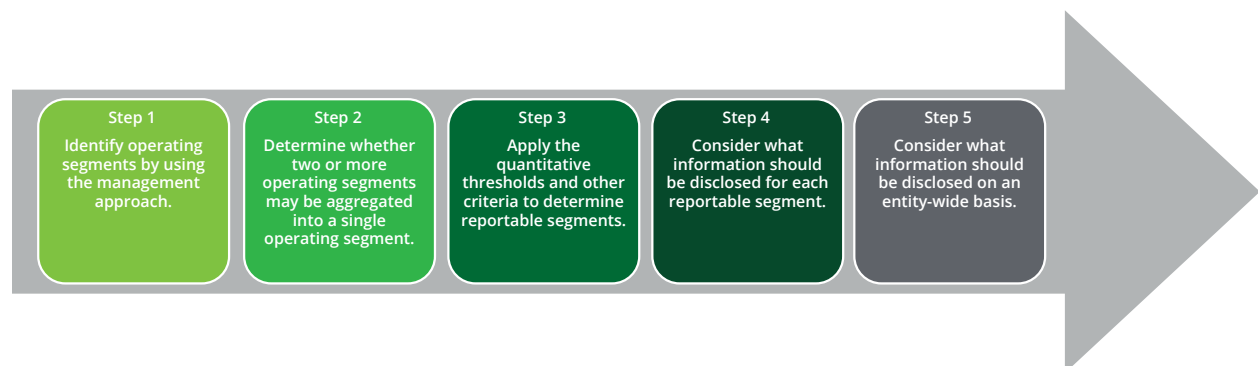 Step 1
Identify operating
segments by using
the management
approach.
Step 2
Determine whether
two or more
operating segments
may be aggregated
into a single
operating segment.
Step 3
Apply the
quantitative
thresholds and other
criteria to determine
reportable segments.
Step 4
Consider what
information should
be disclosed for each
reportable segment.
Step 5
Consider what
information should
be disclosed on an
entity-wide basis.